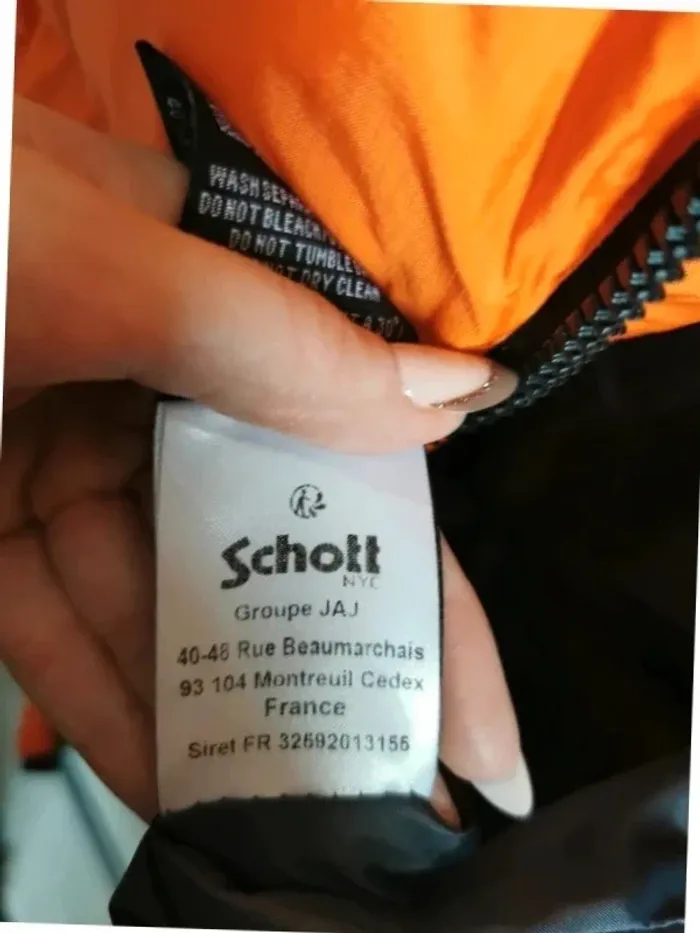 WASH
DO NOT BLEACH
DO NOT TUMBLE
DRY CLEAN
Schott
NYC
Groupe JAJ
40-48 Rue Beaumarchais
93 104 Montreuil Cedex
France
Siret FR 32692013156